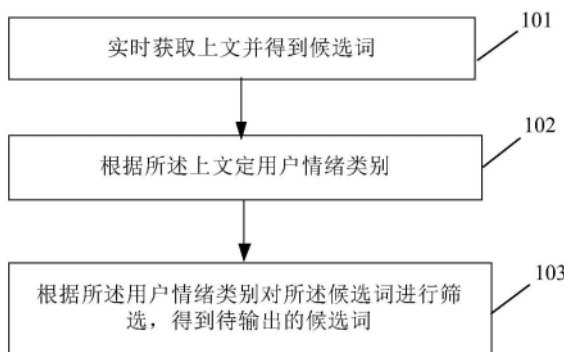 实时获取上文并得到候选词
101
根据所述上文定用户情绪类别
102
根据所述用户情绪类别对所述候选词进行筛
选，得到待输出的候选词
103